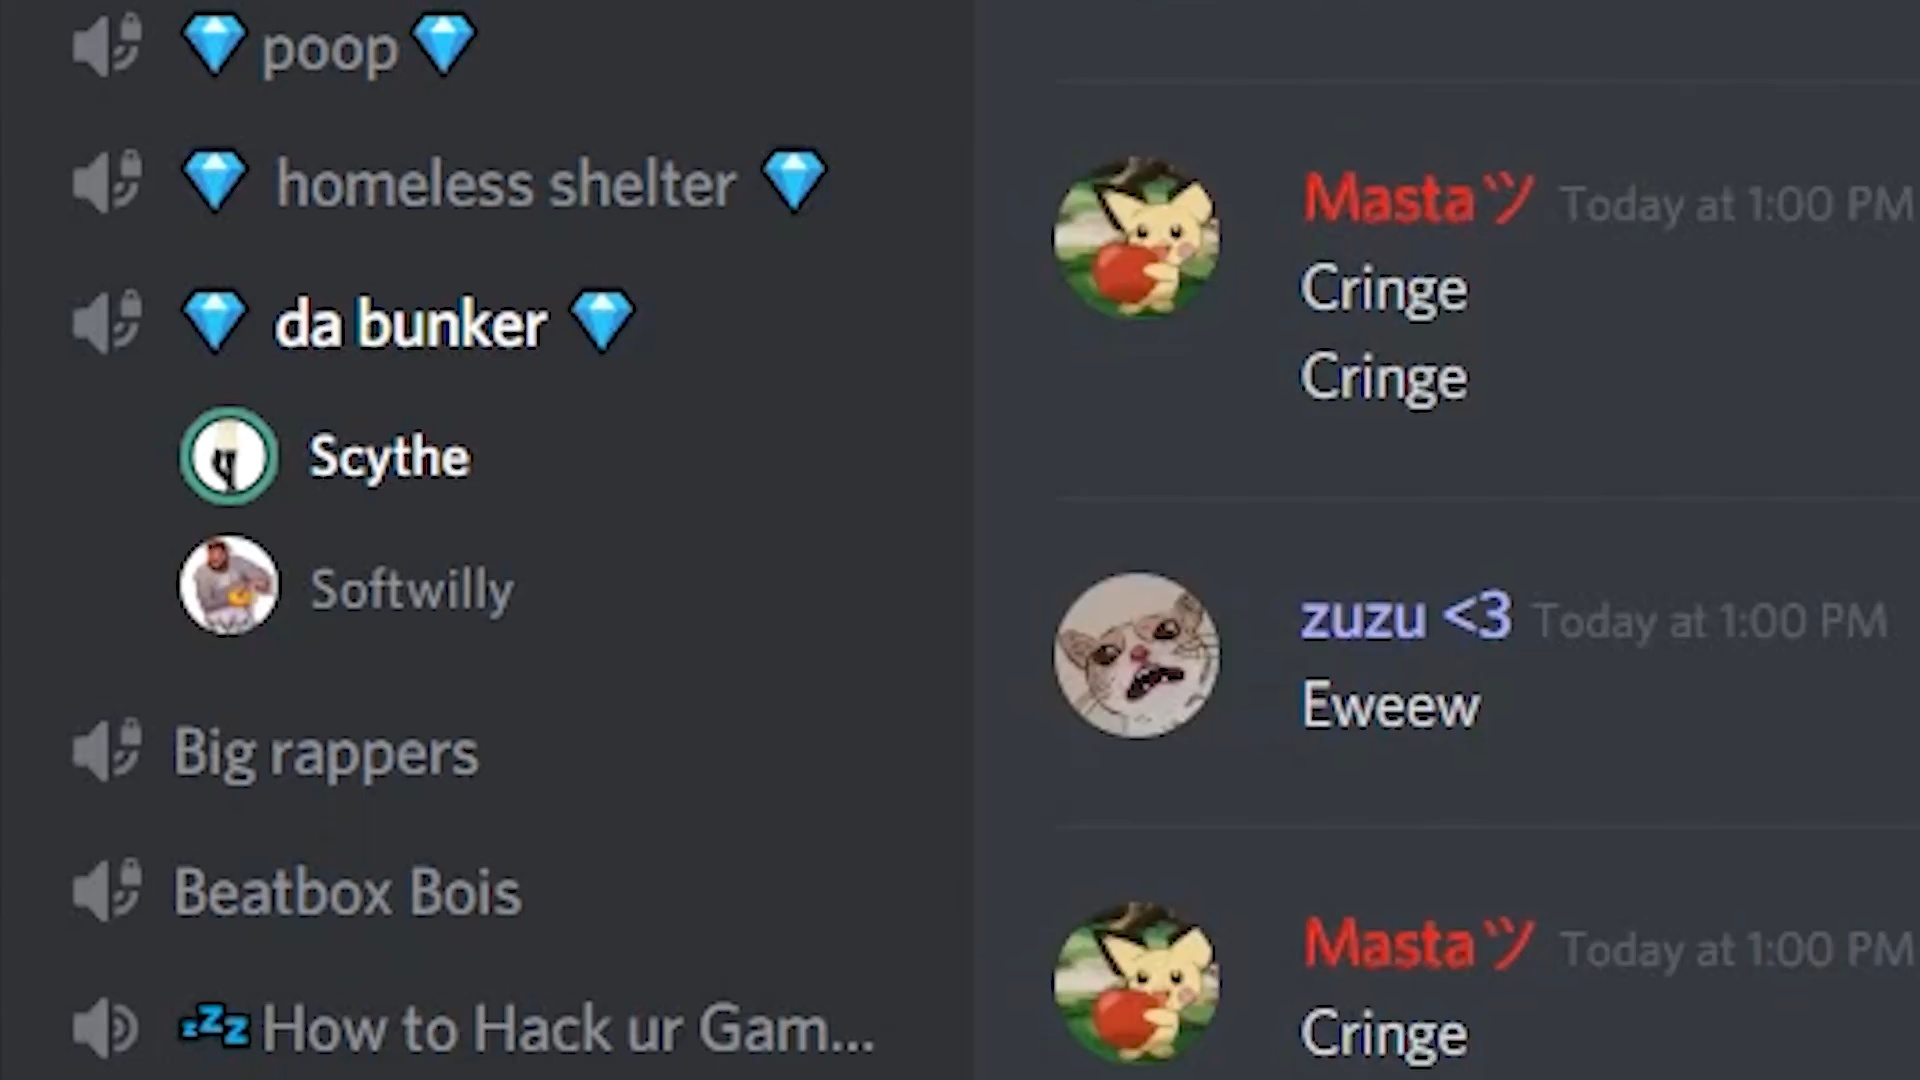 💎 poop 💎
💎 homeless shelter 💎
💎 da bunker 💎
Scythe
Softwilly
Big rappers
Beatbox Bois
💤 How to Hack ur Gam...
Mastaツ Today at 1:00 PM
Cringe
Cringe
zuzu <3 Today at 1:00 PM
Eweew
Mastaツ Today at 1:00 PM
Cringe